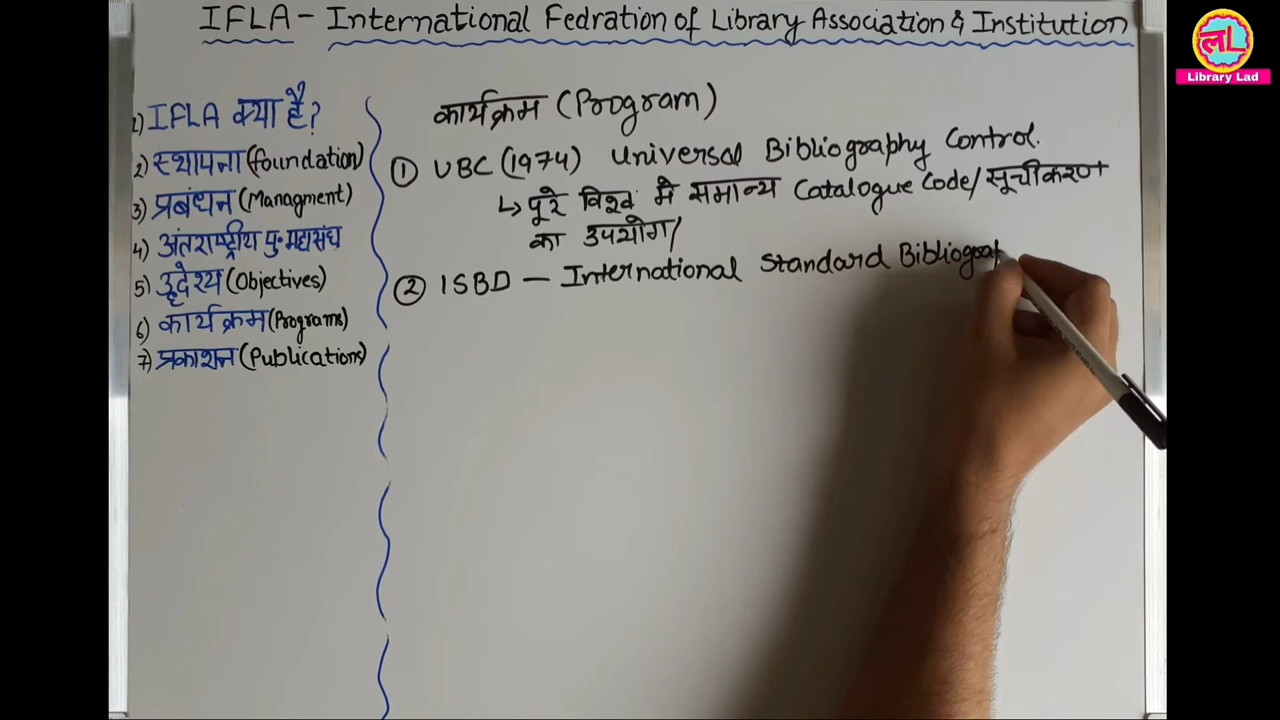 IFLA - International Fedration of Library Association & Institution
लL
Library Lad
1) IFLA क्या है?
2) स्थापना (foundation)
3) प्रबंधन (Managment)
4) अंतराष्ट्रीय पु॰ महासंघ
5) उद्देश्य (Objectives)
6) कार्यक्रम (Programs)
7) प्रकाशन (Publications)
कार्यक्रम (Program)
① UBC (1974) Universal Bibliography Control.
↳ पूरे विश्व में समान्य Catalogue Code/सूचीकरण
का उपयोग/
② ISBD — International Standard Bibliograp